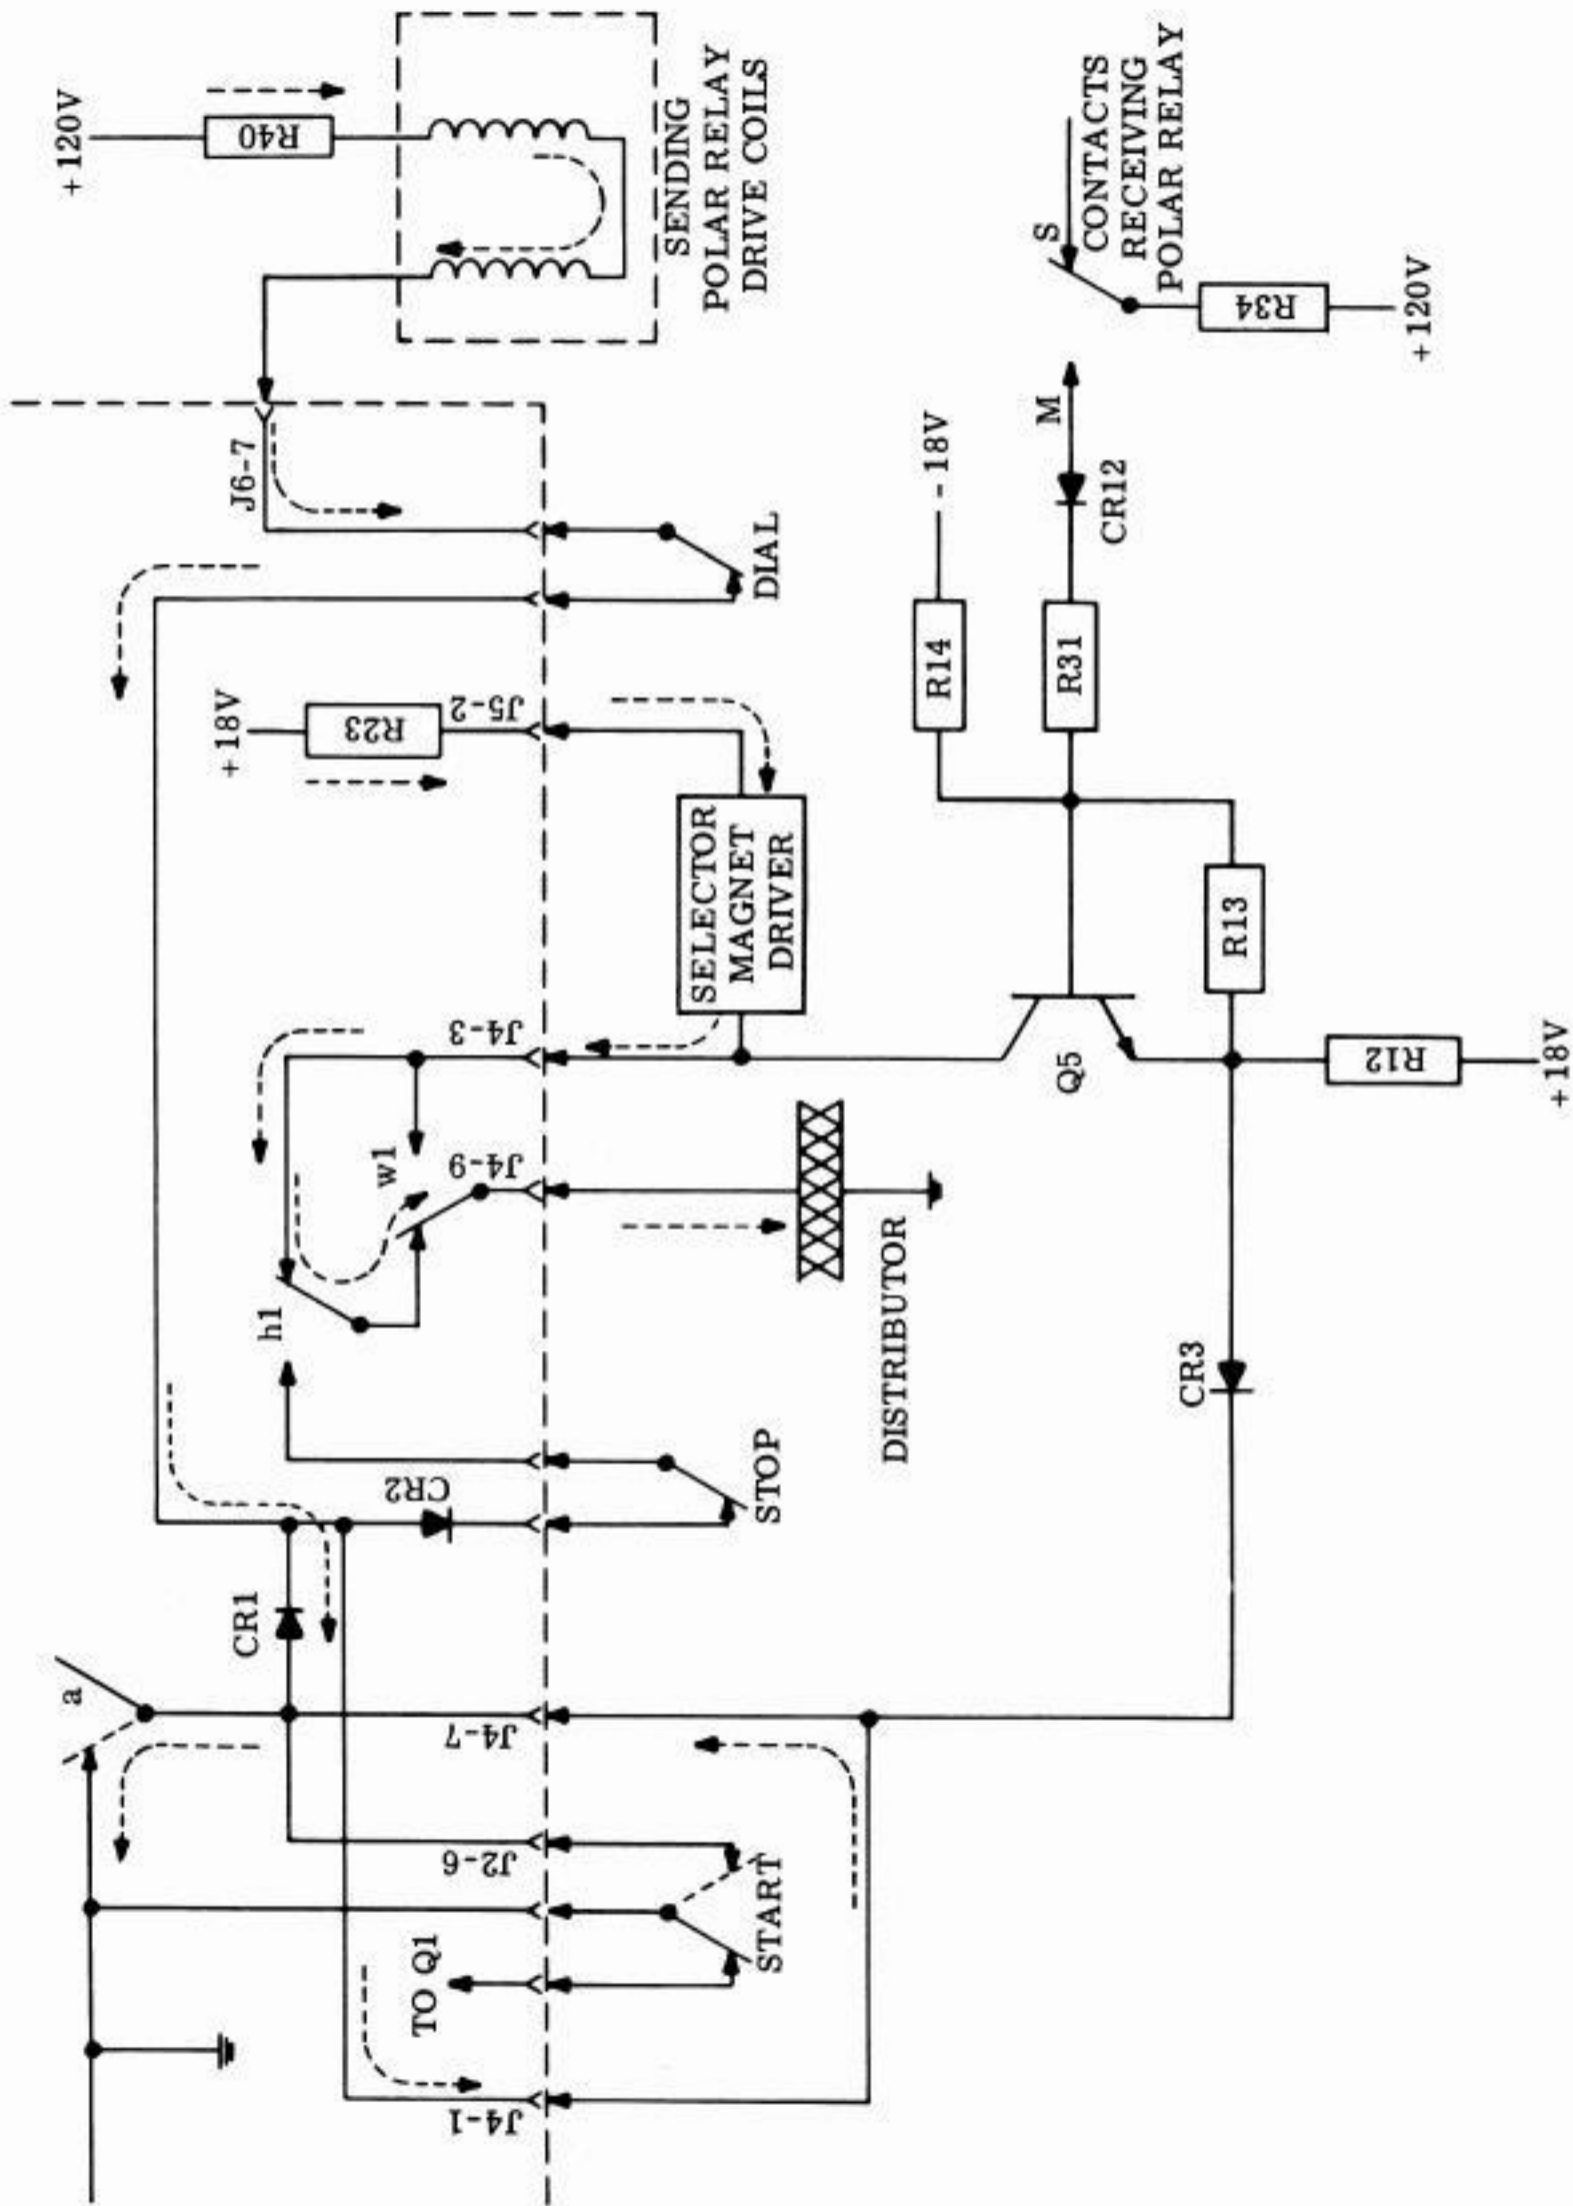 +120V
R40
SENDING
POLAR RELAY
DRIVE COILS
CONTACTS
RECEIVING
POLAR RELAY
S
R34
+120V
M
CR12
J6-7
DIAL
-18V
R14
R31
+18V
R23
J5-2
SELECTOR
MAGNET
DRIVER
R13
J4-3
w1
J4-9
h1
Q5
R12
+18V
DISTRIBUTOR
CR3
CR2
STOP
CR1
a
J4-7
J2-6
START
TO Q1
J4-1